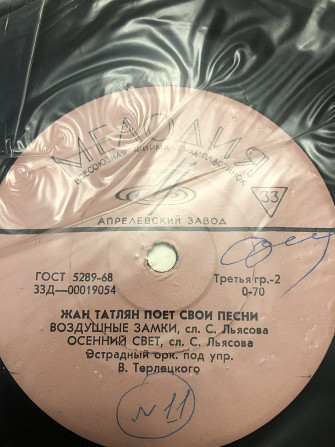 МЕЛОДИЯ
ВСЕСОЮЗНАЯ ФИРМА ГРАМПЛАСТИНОК
33
АПРЕЛЕВСКИЙ ЗАВОД
ГОСТ 5289-68
Третья гр.-2
33Д—00019054
0-70
ЖАН ТАТЛЯН ПОЕТ СВОИ ПЕСНИ
ВОЗДУШНЫЕ ЗАМКИ, сл. С. Льясова
ОСЕННИЙ СВЕТ, сл. С. Льясова
Эстрадный орк. под упр.
В. Терлецкого
N 11